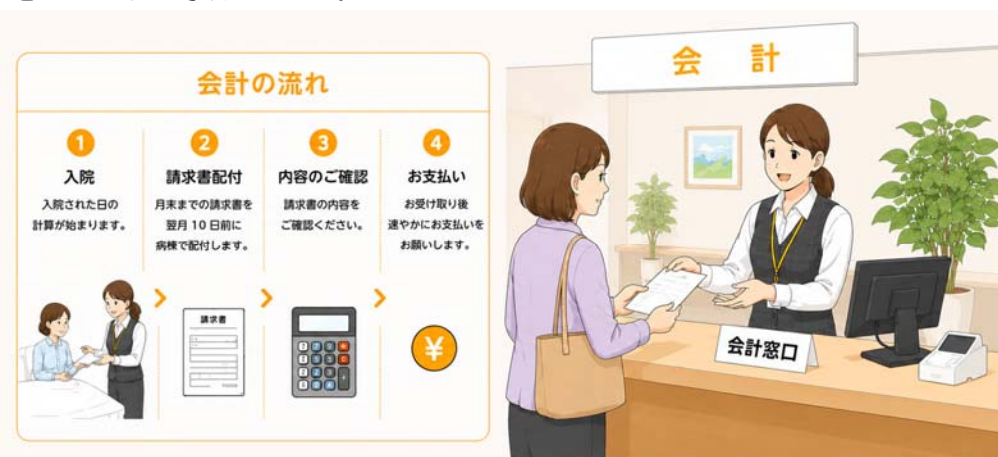 会計の流れ
1
入院
入院された日の
計算が始まります。
2
請求書配付
月末までの請求書を
翌月10日前に
病棟で配付します。
請求書
3
内容のご確認
請求書の内容を
ご確認ください。
4
お支払い
お受け取り後
速やかにお支払いを
お願いします。
¥
会計
会計窓口